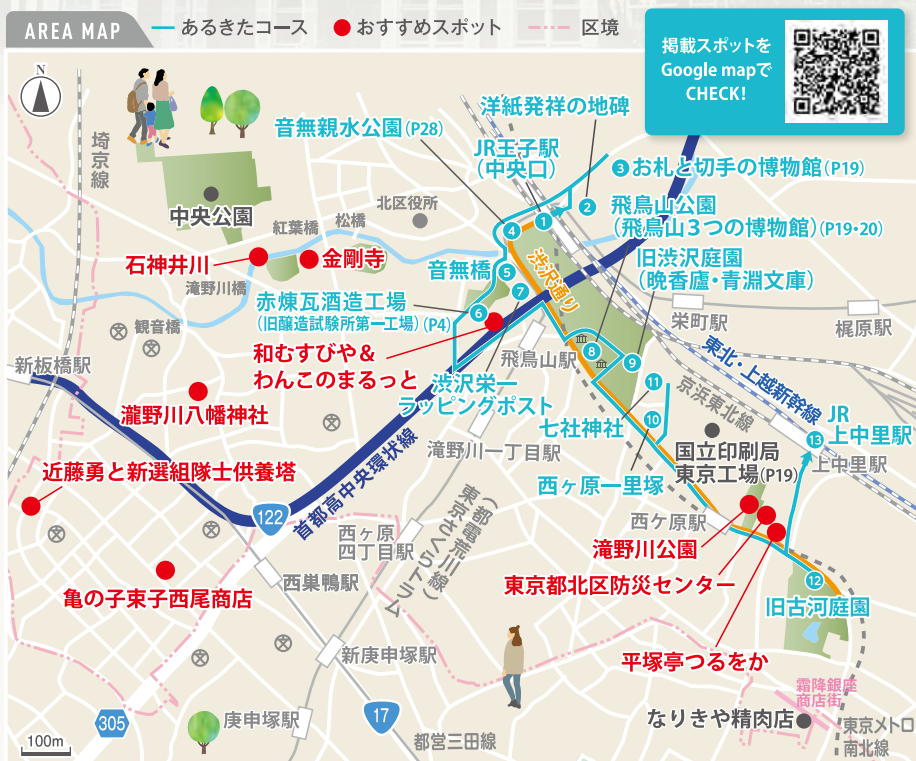 AREA MAP
あるきたコース
おすすめスポット
区境
掲載スポットを
Google mapで
CHECK!
N
埼京線
音無親水公園(P28)
洋紙発祥の地碑
JR王子駅
(中央口)
3 お札と切手の博物館(P19)
1
2
飛鳥山公園
(飛鳥山3つの博物館)(P19・20)
中央公園
北区役所
紅葉橋
松橋
4
石神井川
金剛寺
滝野川橋
音無橋
5
渋沢通り
旧渋沢庭園
(晩香廬・青淵文庫)
赤煉瓦酒造工場
(旧醸造試験所第一工場)(P4)
6
7
観音橋
栄町駅
梶原駅
新板橋駅
和むすびや&
わんこのまるっと
飛鳥山駅
8
9
東北・上越新幹線
京浜東北線
渋沢栄一
ラッピングポスト
11
瀧野川八幡神社
七社神社
10
JR
上中里駅
13
上中里駅
滝野川一丁目駅
国立印刷局
東京工場(P19)
首都高中央環状線
近藤勇と新選組隊士供養塔
西ヶ原一里塚
122
(都電荒川線)
東京さくらトラム
西ケ原
四丁目駅
西ケ原駅
滝野川公園
西巣鴨駅
東京都北区防災センター
12
亀の子束子西尾商店
旧古河庭園
新庚申塚駅
平塚亭つるをか
霜降銀座
商店街
305
庚申塚駅
17
なりきや精肉店
東京メトロ
南北線
都営三田線
100m